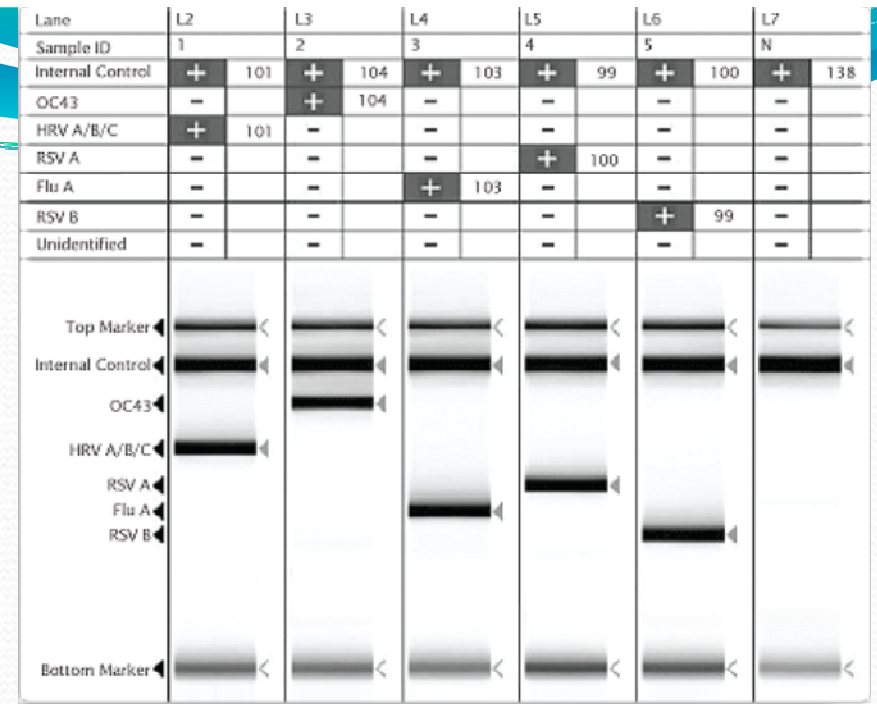 Lane L2 L3 L4 L5 L6 L7
Sample ID 1 2 3 4 5 N
Internal Control + 101 + 104 + 103 + 99 + 100 + 138
OC43 - + 104 - - - -
HRV A/B/C + 101 - - - - -
RSV A - - - + 100 - -
Flu A - - + 103 - - -
RSV B - - - - + 99 -
Unidentified - - - - - -
Top Marker
Internal Control
OC43
HRV A/B/C
RSV A
Flu A
RSV B
Bottom Marker